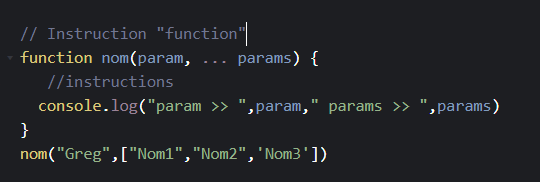 // Instruction "function"
function nom(param, ... params) {
//instructions
console.log("param >> ",param," params >> ",params)
}
nom("Greg",["Nom1","Nom2",'Nom3'])